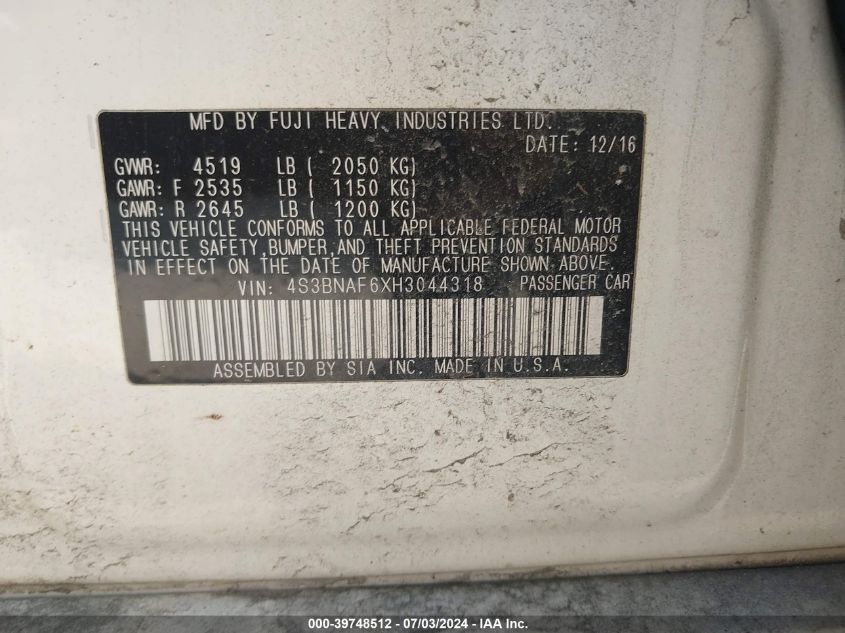 MFD BY FUJI HEAVY INDUSTRIES LTD.
DATE: 12/16
GVWR: 4519 LB ( 2050 KG)
GAWR: F 2535 LB ( 1150 KG)
GAWR: R 2645 LB ( 1200 KG)
THIS VEHICLE CONFORMS TO ALL APPLICABLE FEDERAL MOTOR
VEHICLE SAFETY, BUMPER, AND THEFT PREVENTION STANDARDS
IN EFFECT ON THE DATE OF MANUFACTURE SHOWN ABOVE.
VIN: 4S3BNAF6XH3044318 PASSENGER CAR
ASSEMBLED BY SIA INC. MADE IN U.S.A.
000-39748512 - 07/03/2024 - IAA Inc.